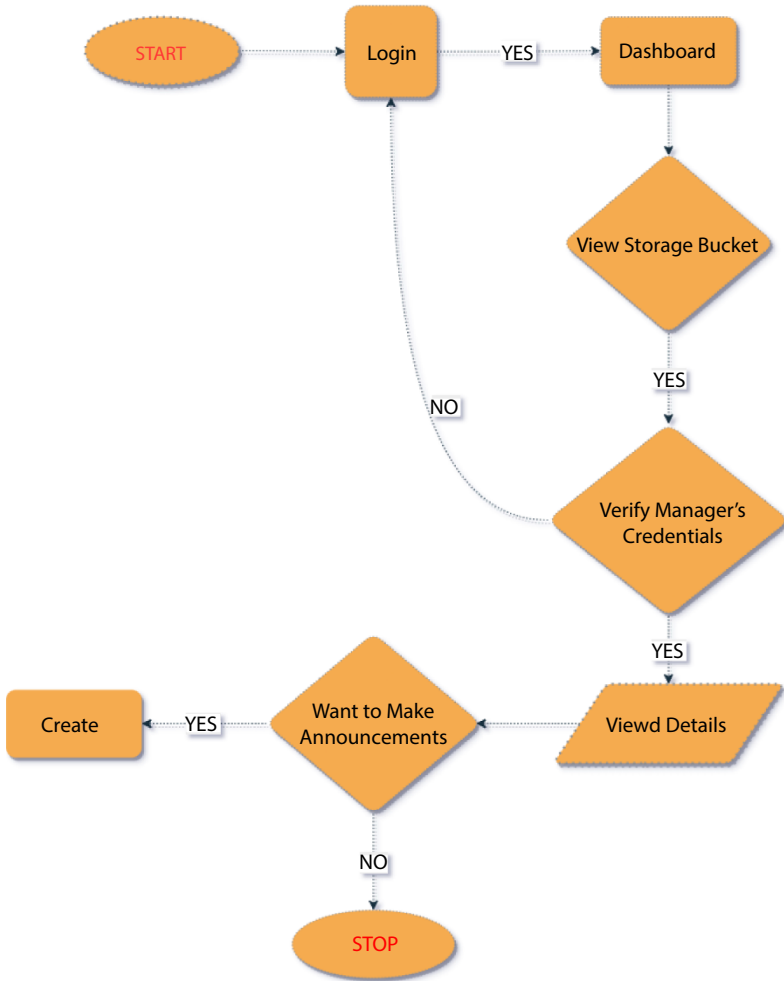 START
Login
YES
Dashboard
View Storage Bucket
YES
NO
Verify Manager’s
Credentials
YES
Viewd Details
Want to Make
Announcements
YES
Create
NO
STOP